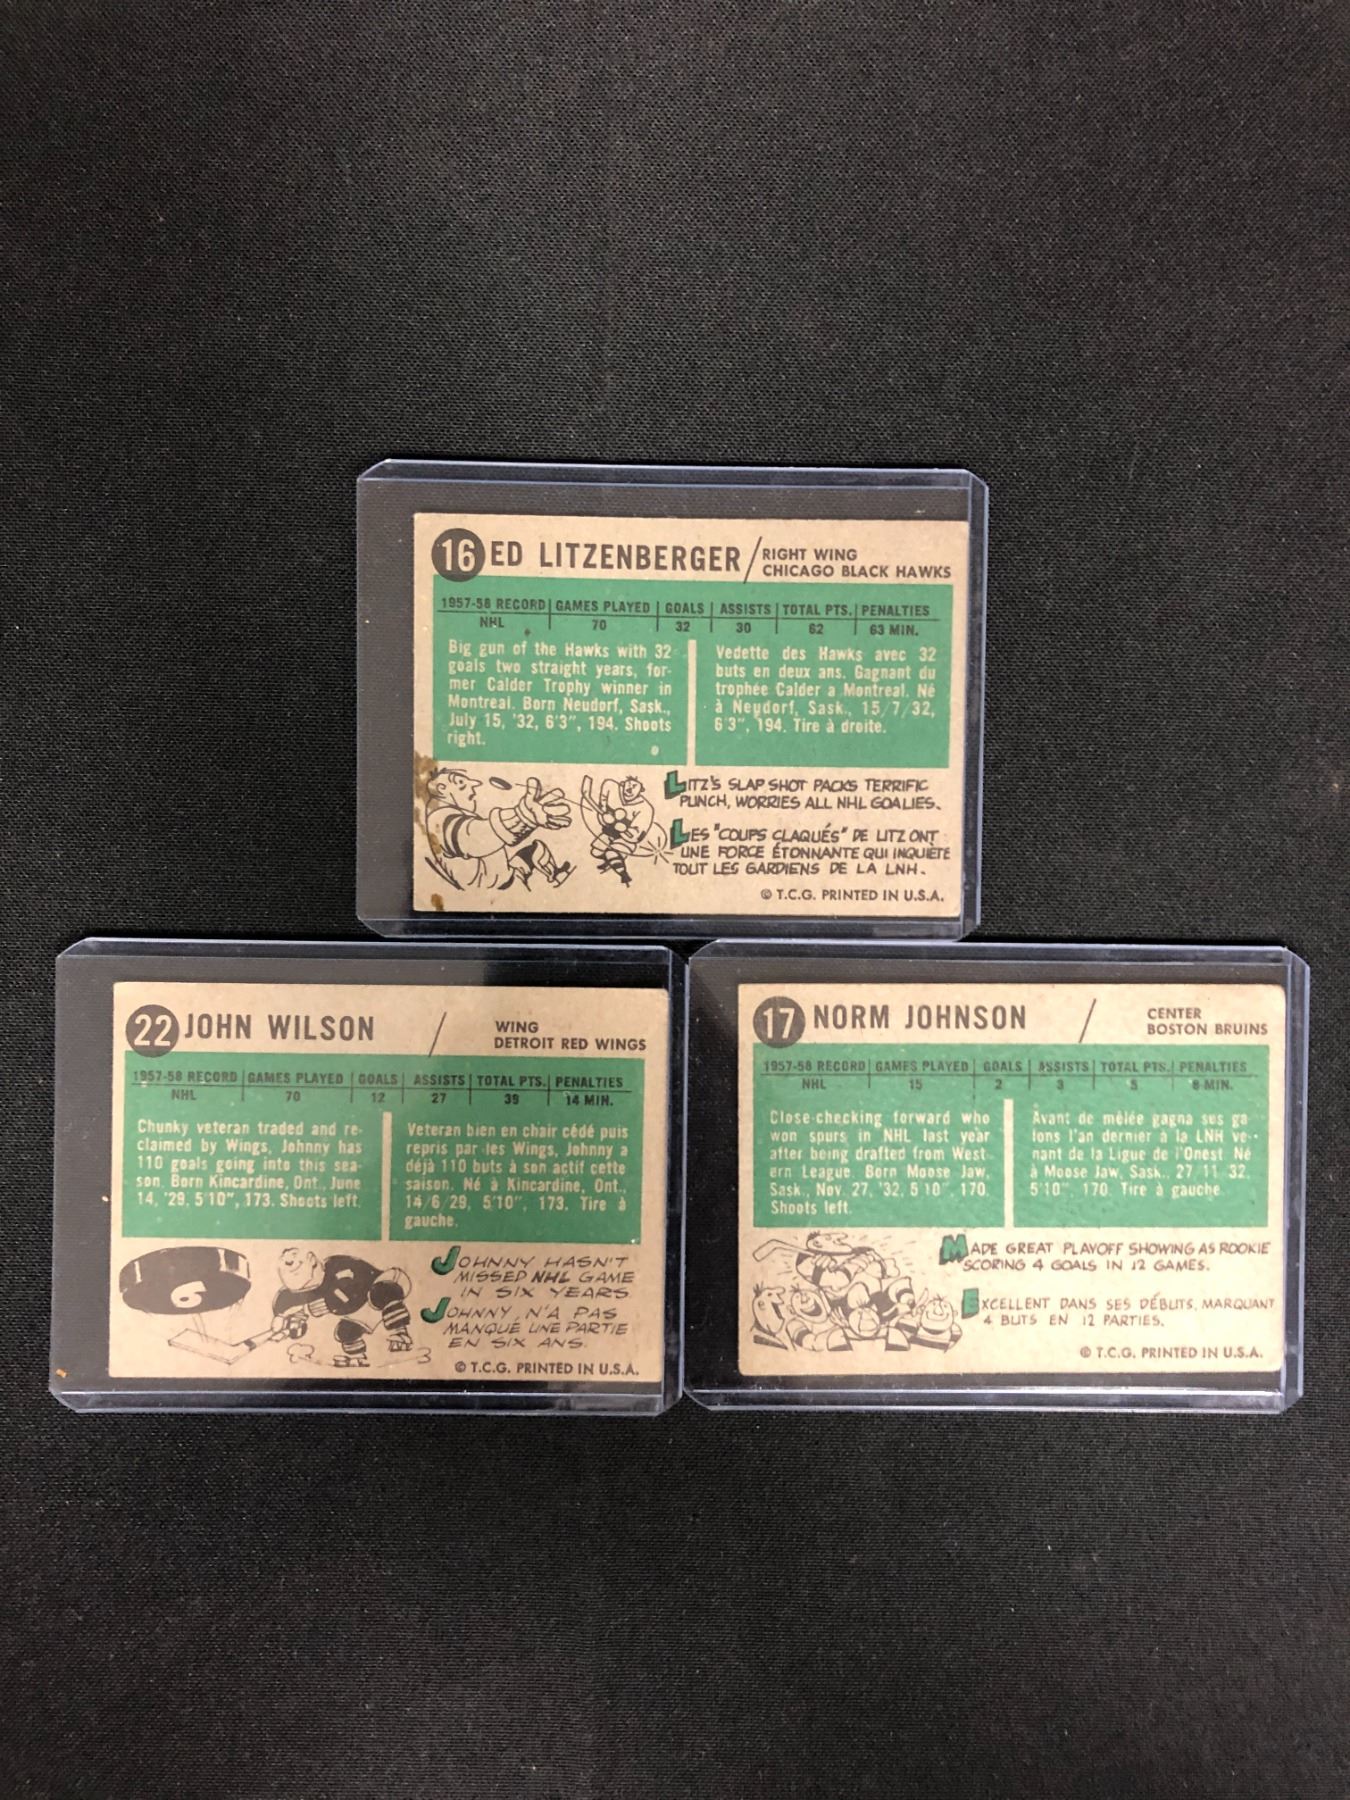 16 ED LITZENBERGER / RIGHT WING
CHICAGO BLACK HAWKS
1957-58 RECORD GAMES PLAYED GOALS ASSISTS TOTAL PTS. PENALTIES
NHL 70 32 30 62 63 MIN.
Big gun of the Hawks with 32
goals two straight years, for-
mer Calder Trophy winner in
Montreal. Born Neudorf, Sask.,
July 15, '32, 6'3", 194. Shoots
right.
Vedette des Hawks avec 32
buts en deux ans. Gagnant du
trophée Calder a Montreal. Né
à Neudorf, Sask., 15/7/32,
6'3", 194. Tire à droite.
LITZ'S SLAP SHOT PACKS TERRIFIC
PUNCH, WORRIES ALL NHL GOALIES.
LES "COUPS CLAQUÉS" DE LITZ ONT
UNE FORCE ÉTONNANTE QUI INQUIÈTE
TOUT LES GARDIENS DE LA LNH.
© T.C.G. PRINTED IN U.S.A.
22 JOHN WILSON / WING
DETROIT RED WINGS
1957-58 RECORD GAMES PLAYED GOALS ASSISTS TOTAL PTS. PENALTIES
NHL 70 12 27 39 14 MIN.
Chunky veteran traded and re-
claimed by Wings, Johnny has
110 goals going into this sea-
son. Born Kincardine, Ont., June
14, '29, 5'10", 173. Shoots left.
Veteran bien en chair cédé puis
repris par les Wings, Johnny a
déjà 110 buts à son actif cette
saison. Né à Kincardine, Ont.,
14/6/29, 5'10", 173. Tire à
gauche.
6
JOHNNY HASN'T
MISSED NHL GAME
IN SIX YEARS.
JOHNNY, N'A PAS
MANQUÉ UNE PARTIE
EN SIX ANS.
© T.C.G. PRINTED IN U.S.A.
17 NORM JOHNSON / CENTER
BOSTON BRUINS
1957-58 RECORD GAMES PLAYED GOALS ASSISTS TOTAL PTS. PENALTIES
NHL 15 2 3 5 8 MIN.
Close-checking forward who
won spurs in NHL last year
after being drafted from West-
ern League. Born Moose Jaw,
Sask., Nov. 27, '32, 5'10", 170.
Shoots left.
Avant de mêlée gagna ses ga-
lons l'an dernier à la LNH ve-
nant de la Ligue de l'Onest. Né
à Moose Jaw, Sask., 27/11/32,
5'10", 170. Tire à gauche.
MADE GREAT PLAYOFF SHOWING AS ROOKIE
SCORING 4 GOALS IN 12 GAMES.
EXCELLENT DANS SES DÉBUTS, MARQUANT
4 BUTS EN 12 PARTIES.
© T.C.G. PRINTED IN U.S.A.